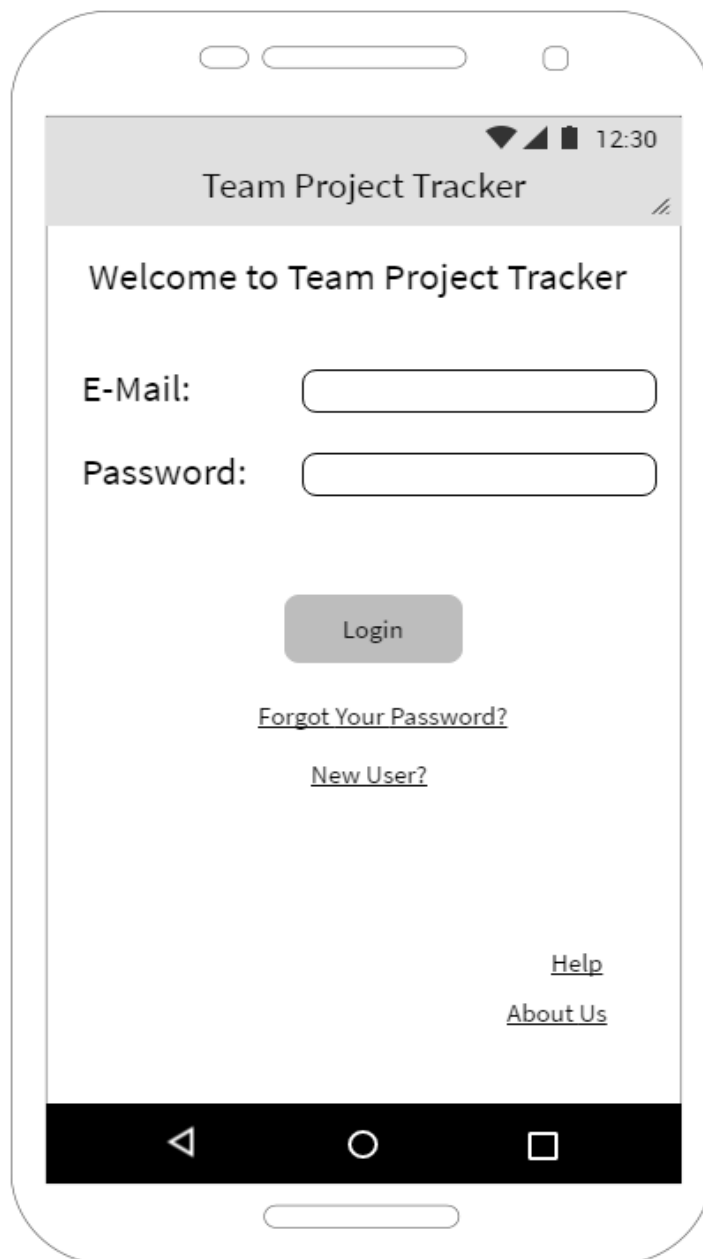 12:30
Team Project Tracker
Welcome to Team Project Tracker
E-Mail:
Password:
Login
Forgot Your Password?
New User?
Help
About Us